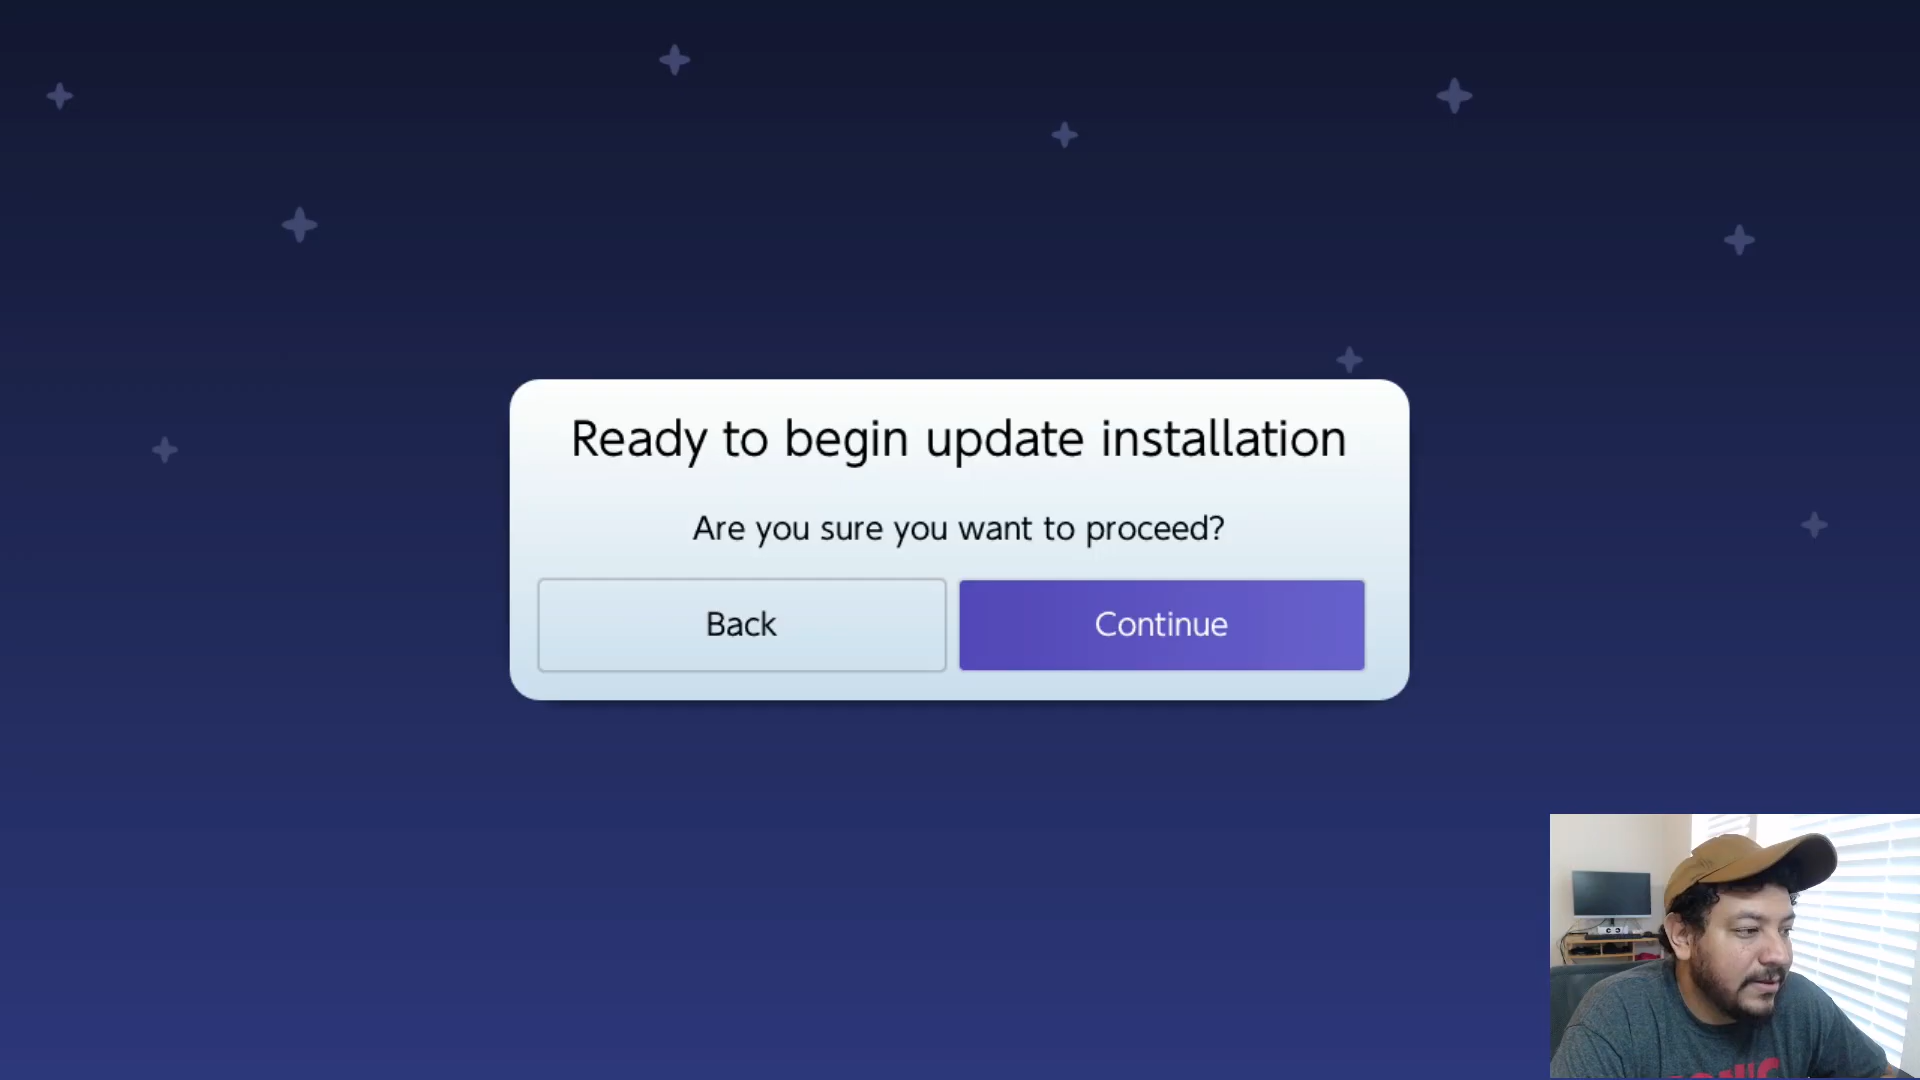 Ready to begin update installation
Are you sure you want to proceed?
Back
Continue